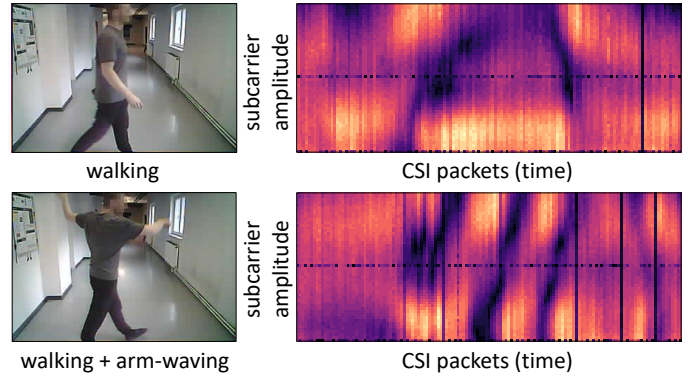 subcarrier
amplitude
walking
CSI packets (time)
subcarrier
amplitude
walking + arm-waving
CSI packets (time)